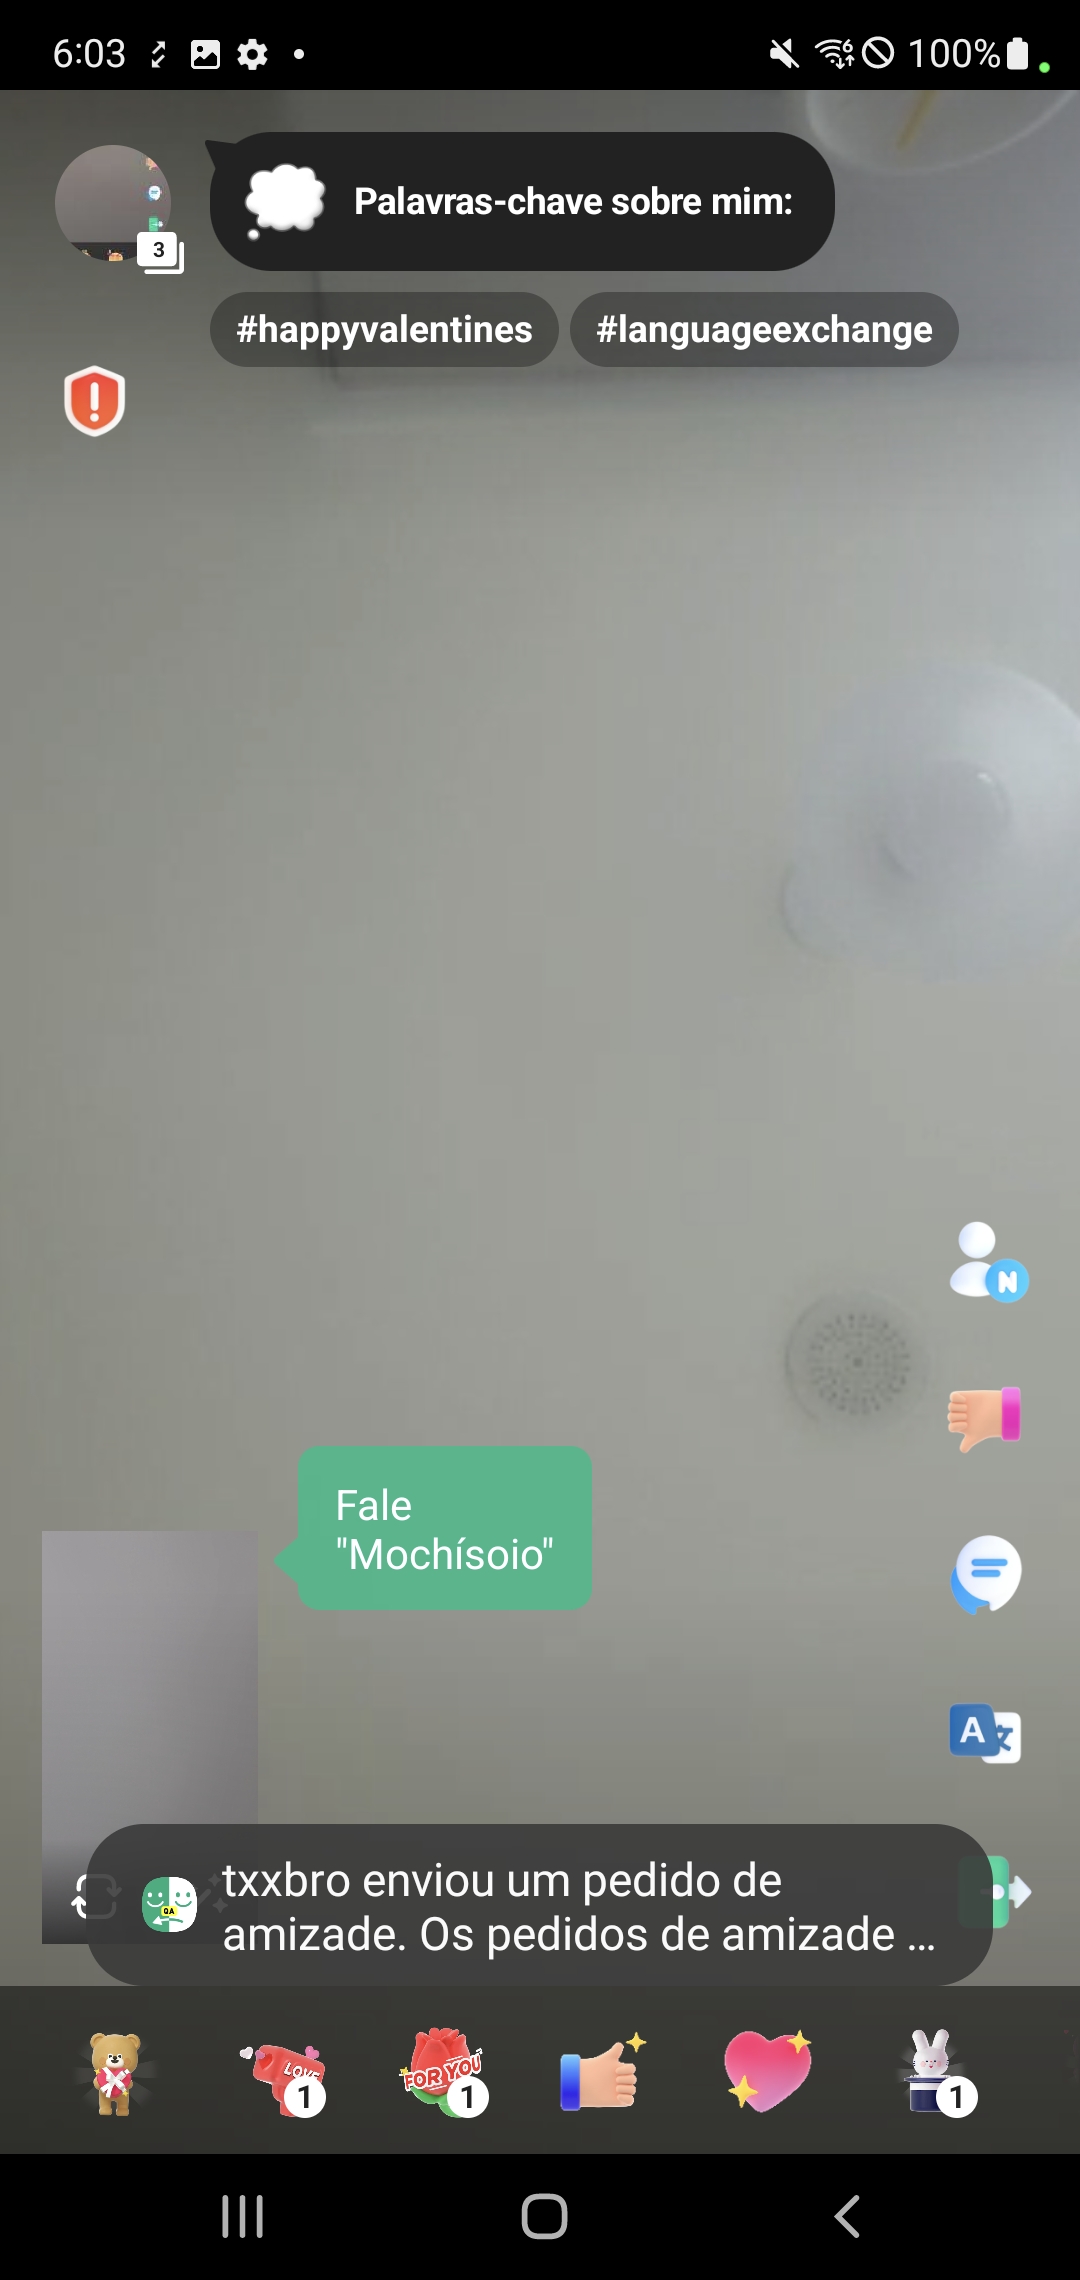 6:03
100%
Palavras-chave sobre mim:
3
#happyvalentines
#languageexchange
N
Fale
"Mochísoio"
A
txxbro enviou um pedido de
amizade. Os pedidos de amizade ...
QA
LOVE
1
FOR YOU
1
1